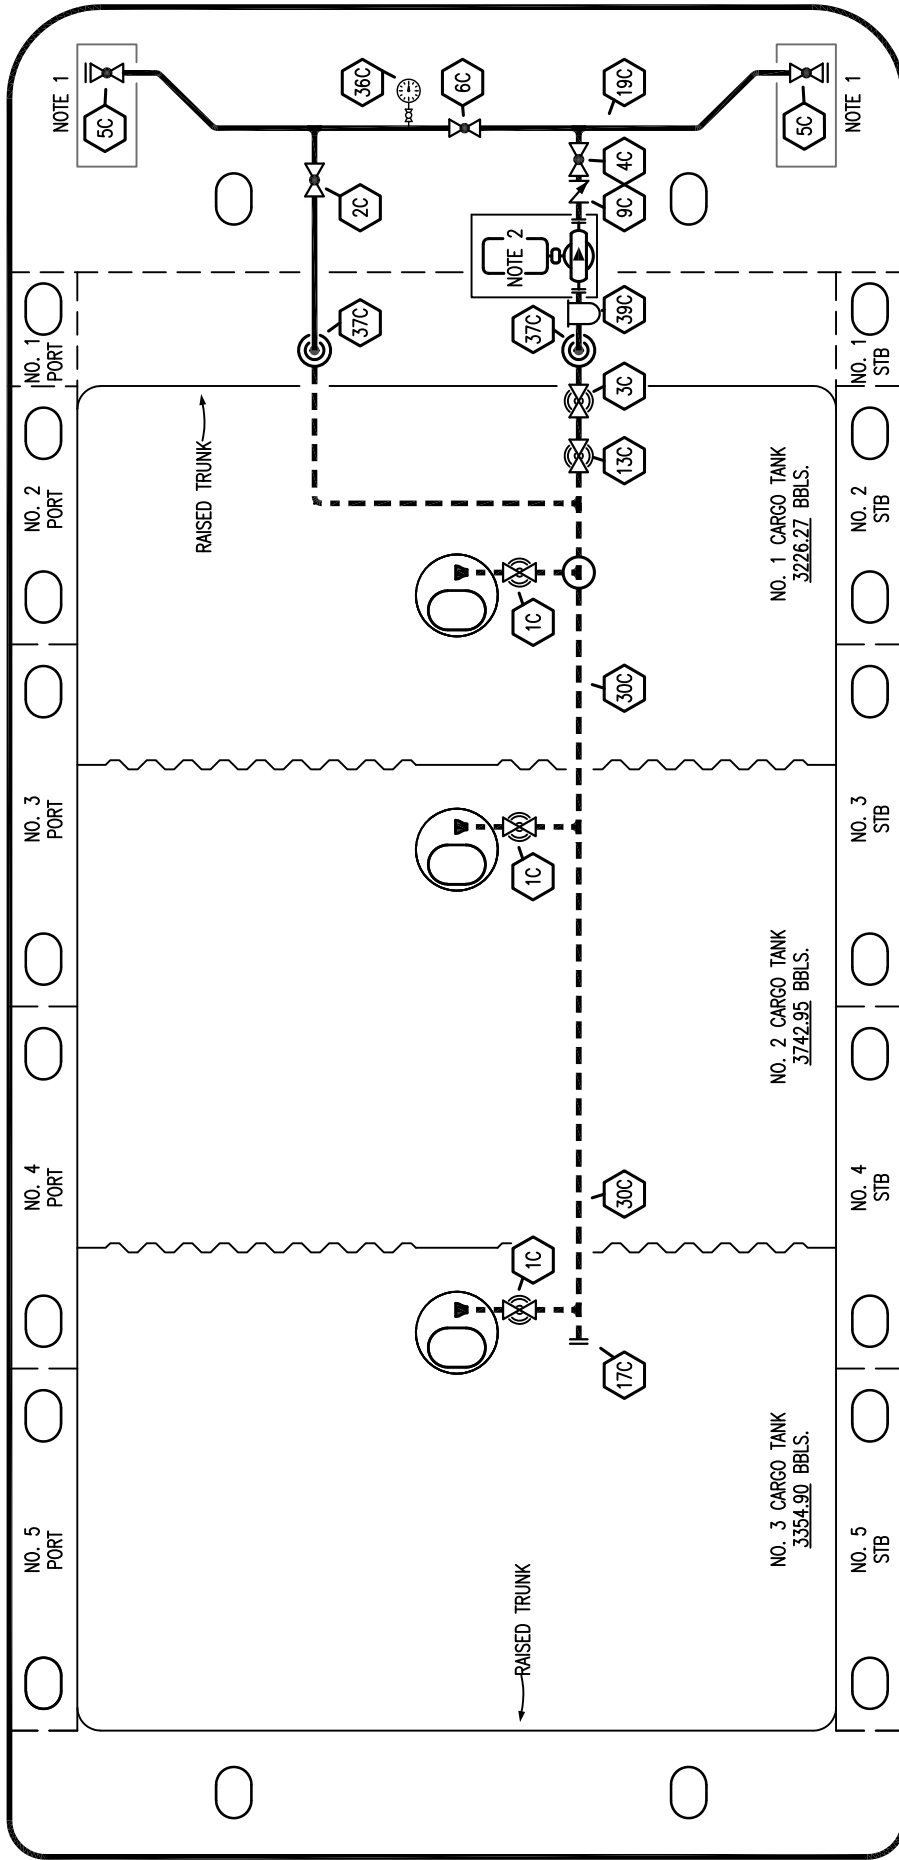 NOTE 1
5C
36C
6C
19C
5C
NOTE 1
2C
4C
9C
NOTE 2
37C
37C
39C
3C
13C
NO. 1
PORT
NO. 1
STB
RAISED TRUNK
NO. 2
PORT
NO. 2
STB
NO. 1 CARGO TANK
3226.27 BBLS.
1C
30C
NO. 3
PORT
NO. 3
STB
1C
NO. 2 CARGO TANK
3742.95 BBLS.
NO. 4
PORT
NO. 4
STB
30C
1C
17C
NO. 3 CARGO TANK
3354.90 BBLS.
NO. 5
PORT
NO. 5
STB
RAISED TRUNK